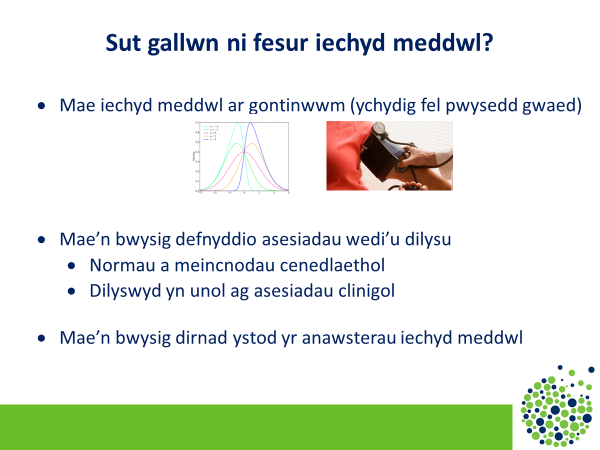 Sut gallwn ni fesur iechyd meddwl?
• Mae iechyd meddwl ar gontinwwm (ychydig fel pwysedd gwaed)
• Mae’n bwysig defnyddio asesiadau wedi’u dilysu
• Normau a meincnodau cenedlaethol
• Dilyswyd yn unol ag asesiadau clinigol
• Mae’n bwysig dirnad ystod yr anawsterau iechyd meddwl